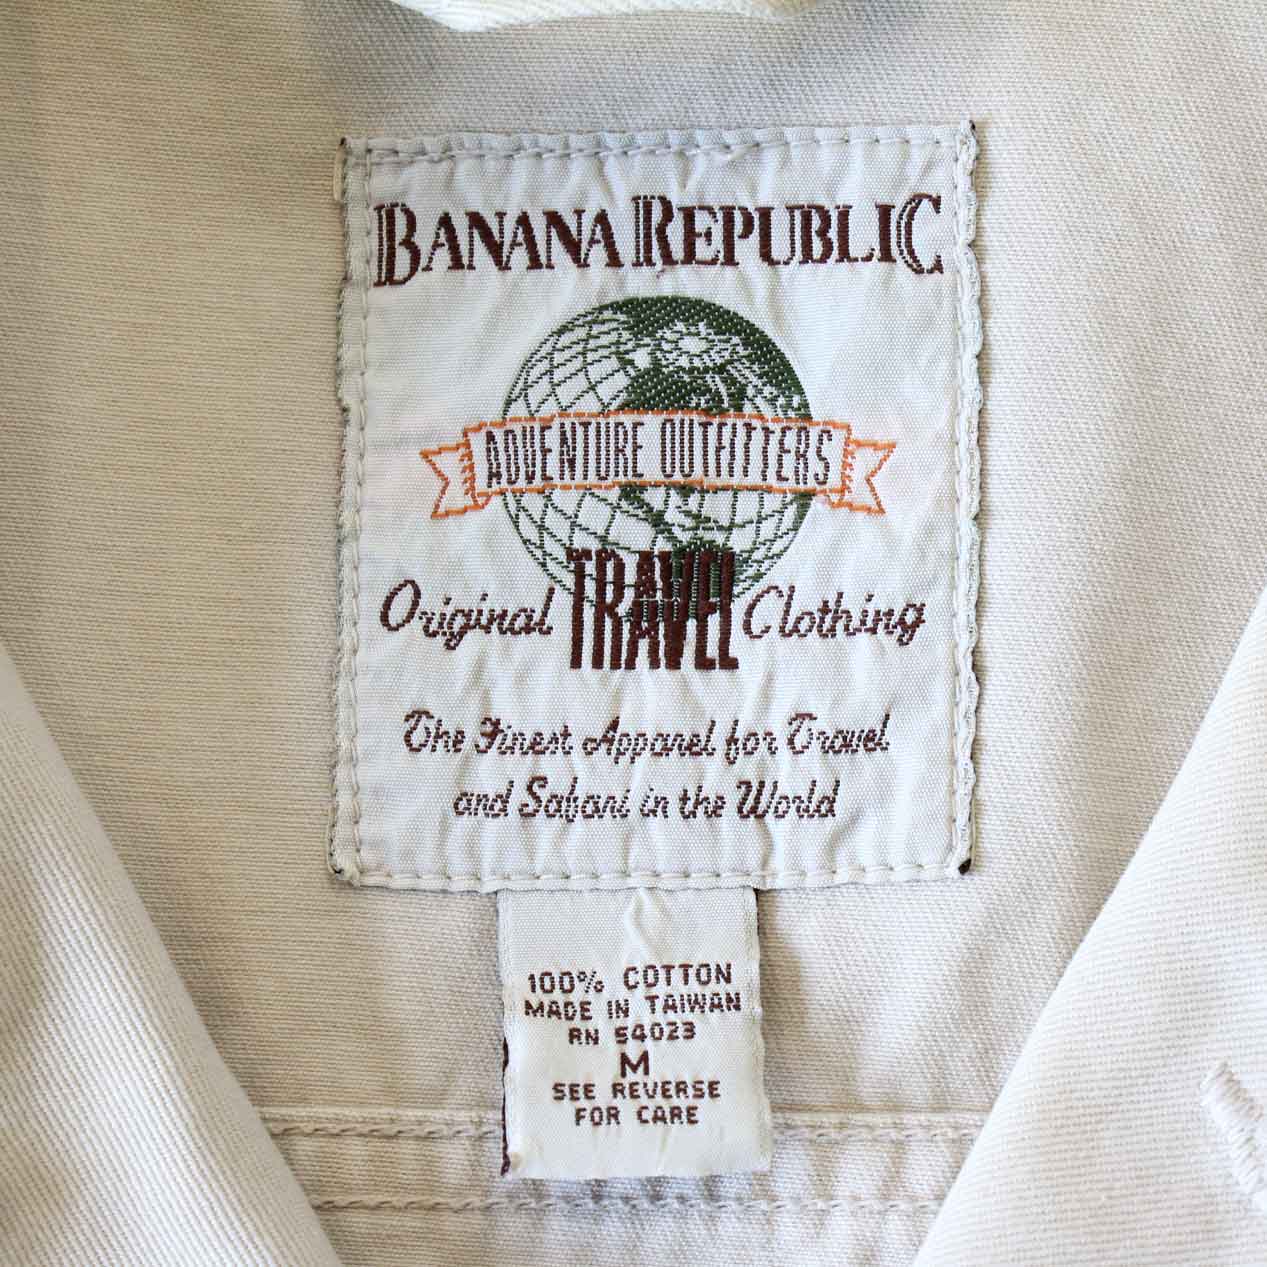 BANANA REPUBLIC
ADVENTURE OUTFITTERS
Original TRAVEL Clothing
The Finest Apparel for Travel
and Safari in the World
100% COTTON
MADE IN TAIWAN
RN 54023
M
SEE REVERSE
FOR CARE